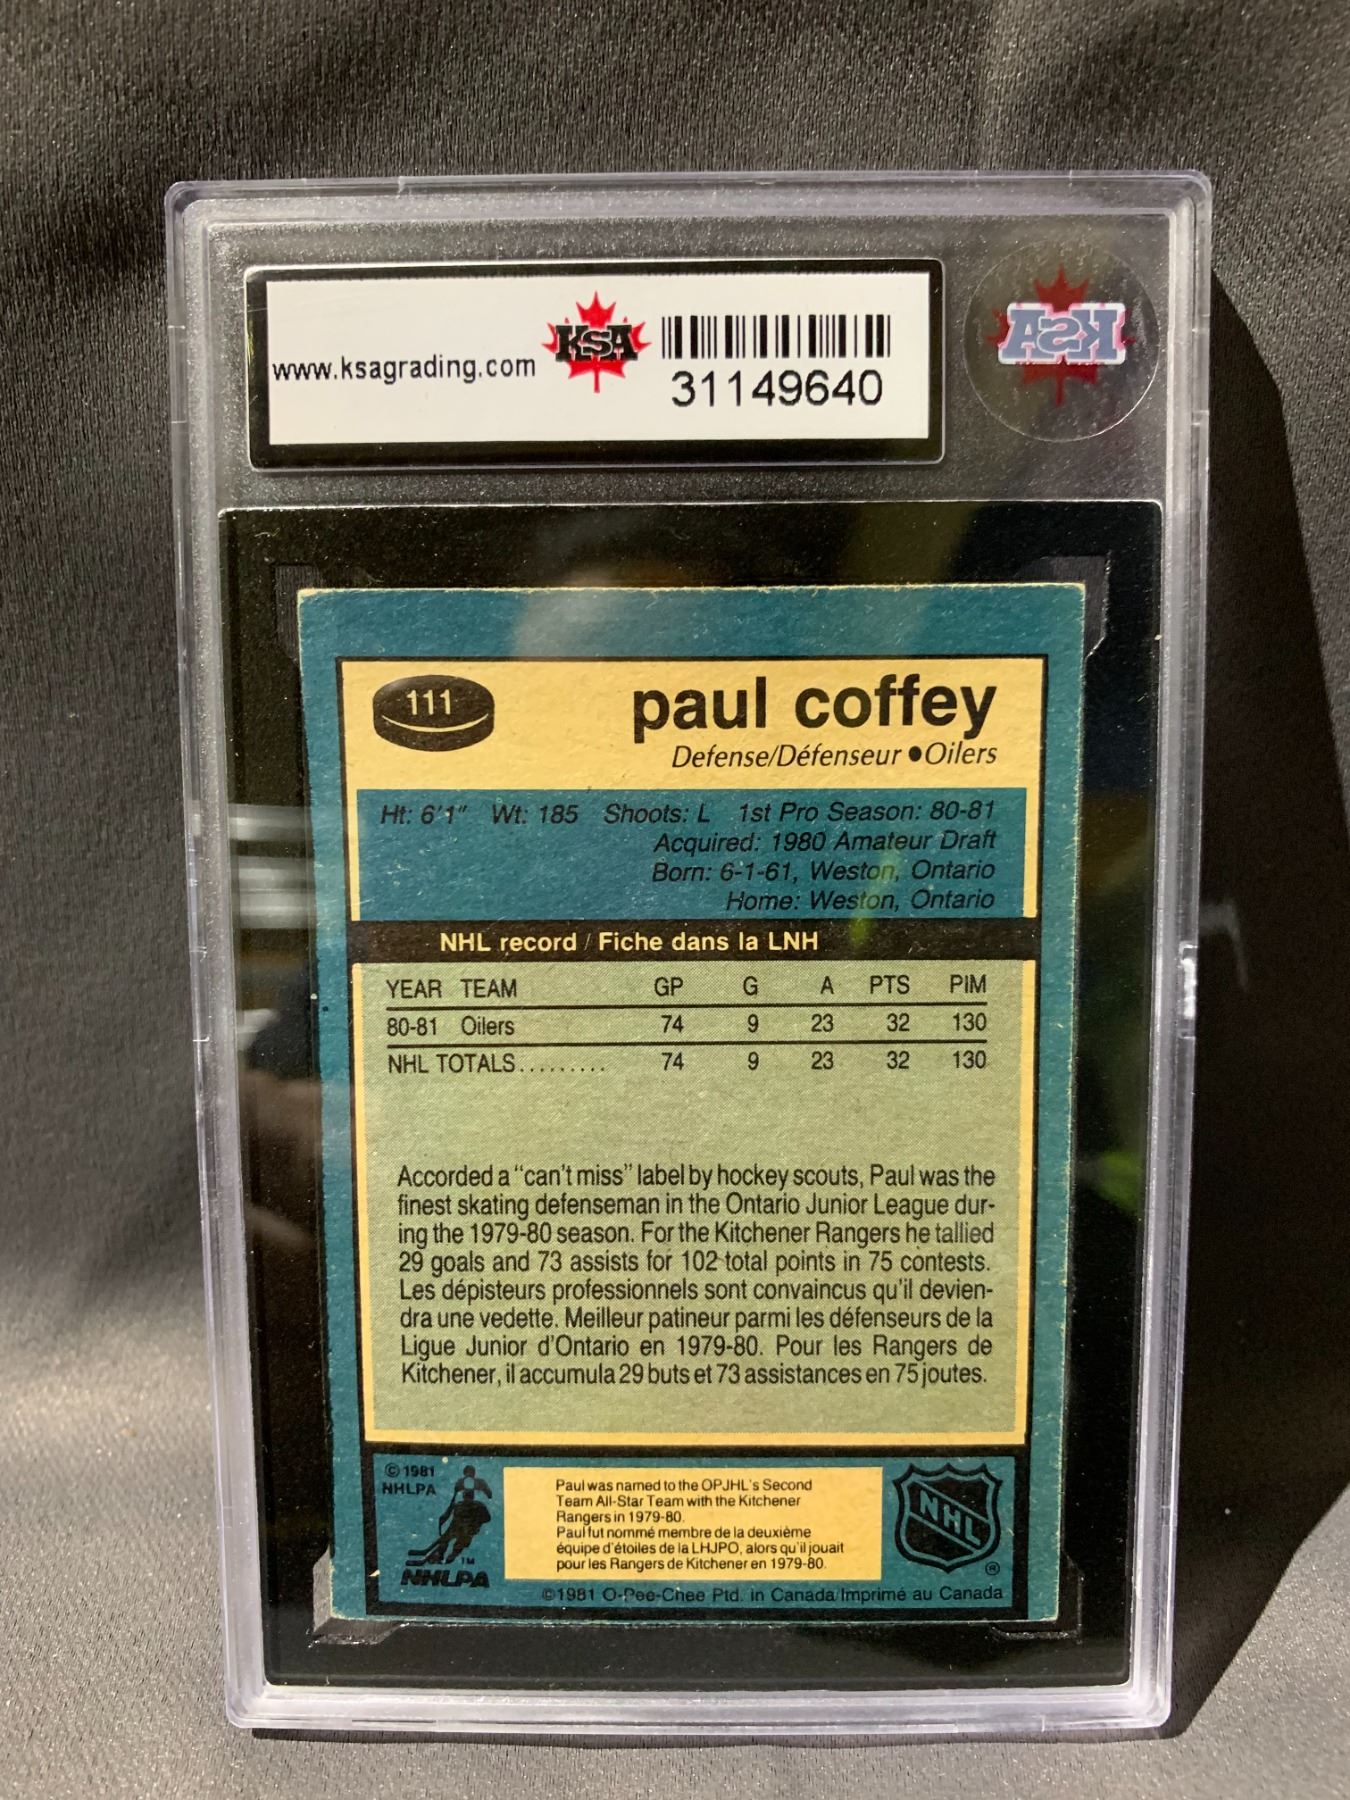 www.ksagrading.com
KSA
31149640
KSA
111
paul coffey
Defense/Défenseur ● Oilers
Ht: 6'1" Wt: 185 Shoots: L 1st Pro Season: 80-81
Acquired: 1980 Amateur Draft
Born: 6-1-61, Weston, Ontario
Home: Weston, Ontario
NHL record / Fiche dans la LNH
YEAR TEAM GP G A PTS PIM
80-81 Oilers 74 9 23 32 130
NHL TOTALS......... 74 9 23 32 130
Accorded a "can't miss" label by hockey scouts, Paul was the
finest skating defenseman in the Ontario Junior League dur-
ing the 1979-80 season. For the Kitchener Rangers he tallied
29 goals and 73 assists for 102 total points in 75 contests.
Les dépisteurs professionnels sont convaincus qu'il devien-
dra une vedette. Meilleur patineur parmi les défenseurs de la
Ligue Junior d'Ontario en 1979-80. Pour les Rangers de
Kitchener, il accumula 29 buts et 73 assistances en 75 joutes.
© 1981
NHLPA
TM
NHLPA
Paul was named to the OPJHL's Second
Team All-Star Team with the Kitchener
Rangers in 1979-80.
Paul fut nommé membre de la deuxième
équipe d'étoiles de la LHJPO, alors qu'il jouait
pour les Rangers de Kitchener en 1979-80.
NHL
®
©1981 O-Pee-Chee Ptd. in Canada/Imprimé au Canada